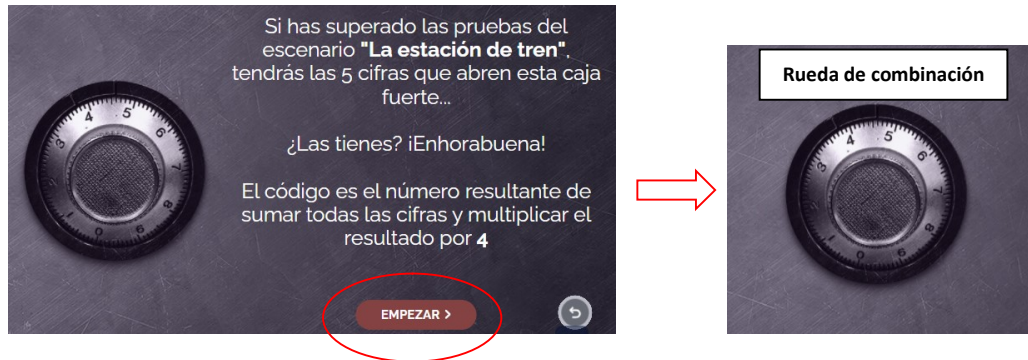 Si has superado las pruebas del
escenario "La estación de tren",
tendrás las 5 cifras que abren esta caja
fuerte...
¿Las tienes? ¡Enhorabuena!
El código es el número resultante de
sumar todas las cifras y multiplicar el
resultado por 4
EMPEZAR >
Rueda de combinación